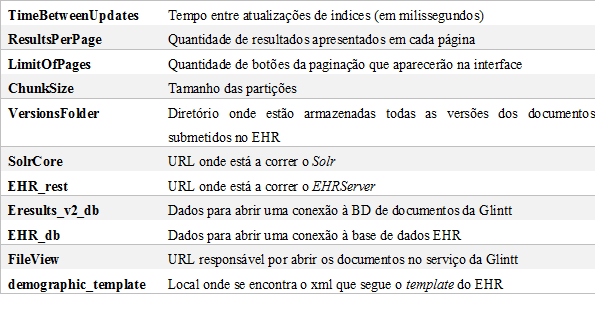 TimeBetweenUpdates Tempo entre atualizações de indices (em milissegundos)
ResultsPerPage Quantidade de resultados apresentados em cada página
LimitOfPages Quantidade de botões da paginação que aparecerão na interface
ChunkSize Tamanho das partições
VersionsFolder Diretório onde estão armazenadas todas as versões dos documentos
submetidos no EHR
SolrCore URL onde está a correr o Solr
EHR_rest URL onde está a correr o EHRServer
Eresults_v2_db Dados para abrir uma conexão à BD de documentos da Glintt
EHR_db Dados para abrir uma conexão à base de dados EHR
FileView URL responsável por abrir os documentos no serviço da Glintt
demographic_template Local onde se encontra o xml que segue o template do EHR